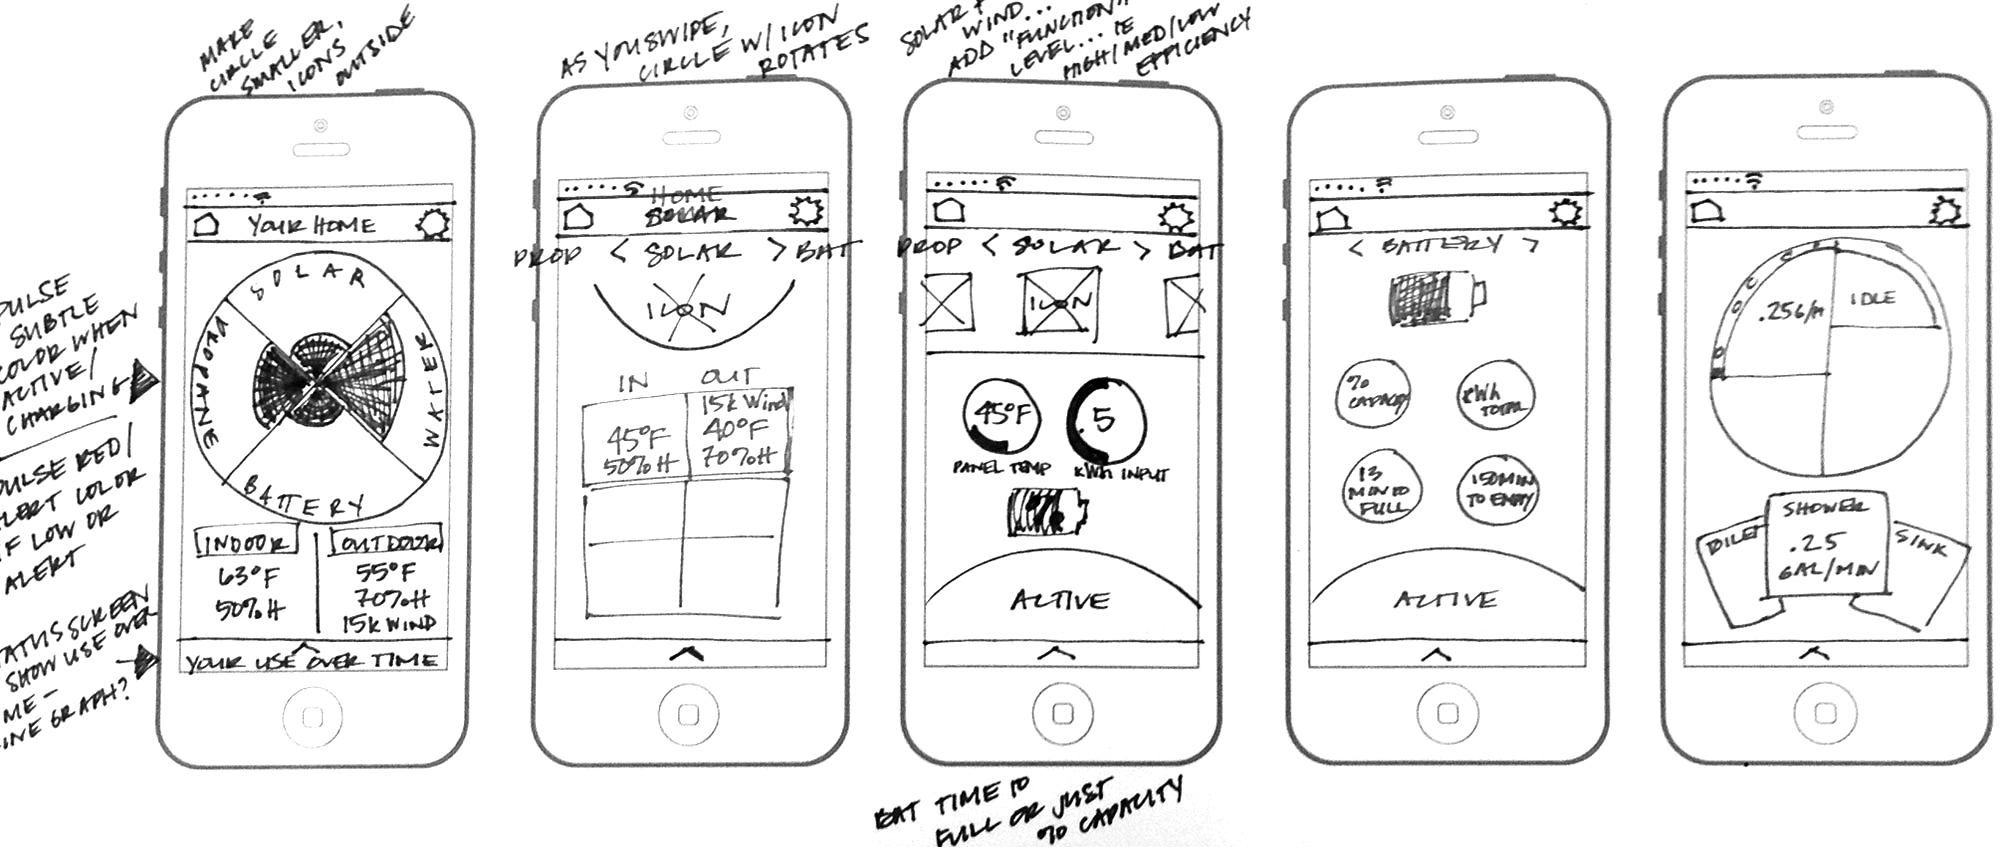 MAKE
CIRCLE
SMALLER,
ICONS
OUTSIDE
PULSE
SUBTLE
COLOR WHEN
ACTIVE/
CHARGING
PULSE RED/
ALERT COLOR
IF LOW OR
ALERT
STATUS SCREEN
SHOW USE OVER
TIME -
LINE GRAPH?
YOUR HOME
SOLAR
WATER
BATTERY
PROPANE
INDOOR
63°F
50% H
OUTDOOR
55°F
70% H
15K WIND
YOUR USE OVER TIME
AS YOU SWIPE,
CIRCLE W/ ICON
ROTATES
HOME
SOLAR
PROP < SOLAR > BAT
ICON
IN OUT
45°F
50% H
15K Wind
40°F
70% H
SOLAR +
WIND...
ADD "FUNCTION"
LEVEL... IE
HIGH/MED/LOW
EFFICIENCY
PROP < SOLAR > BAT
ICON
45°F
PANEL TEMP
.5
KWh INPUT
ACTIVE
BAT TIME TO
FULL OR JUST
% CAPACITY
< BATTERY >
% CAPACITY
KWh TOTAL
13
MIN TO
FULL
150MIN
TO EMPTY
ACTIVE
.25G/M
IDLE
TOILET
SHOWER
.25
GAL/MIN
SINK